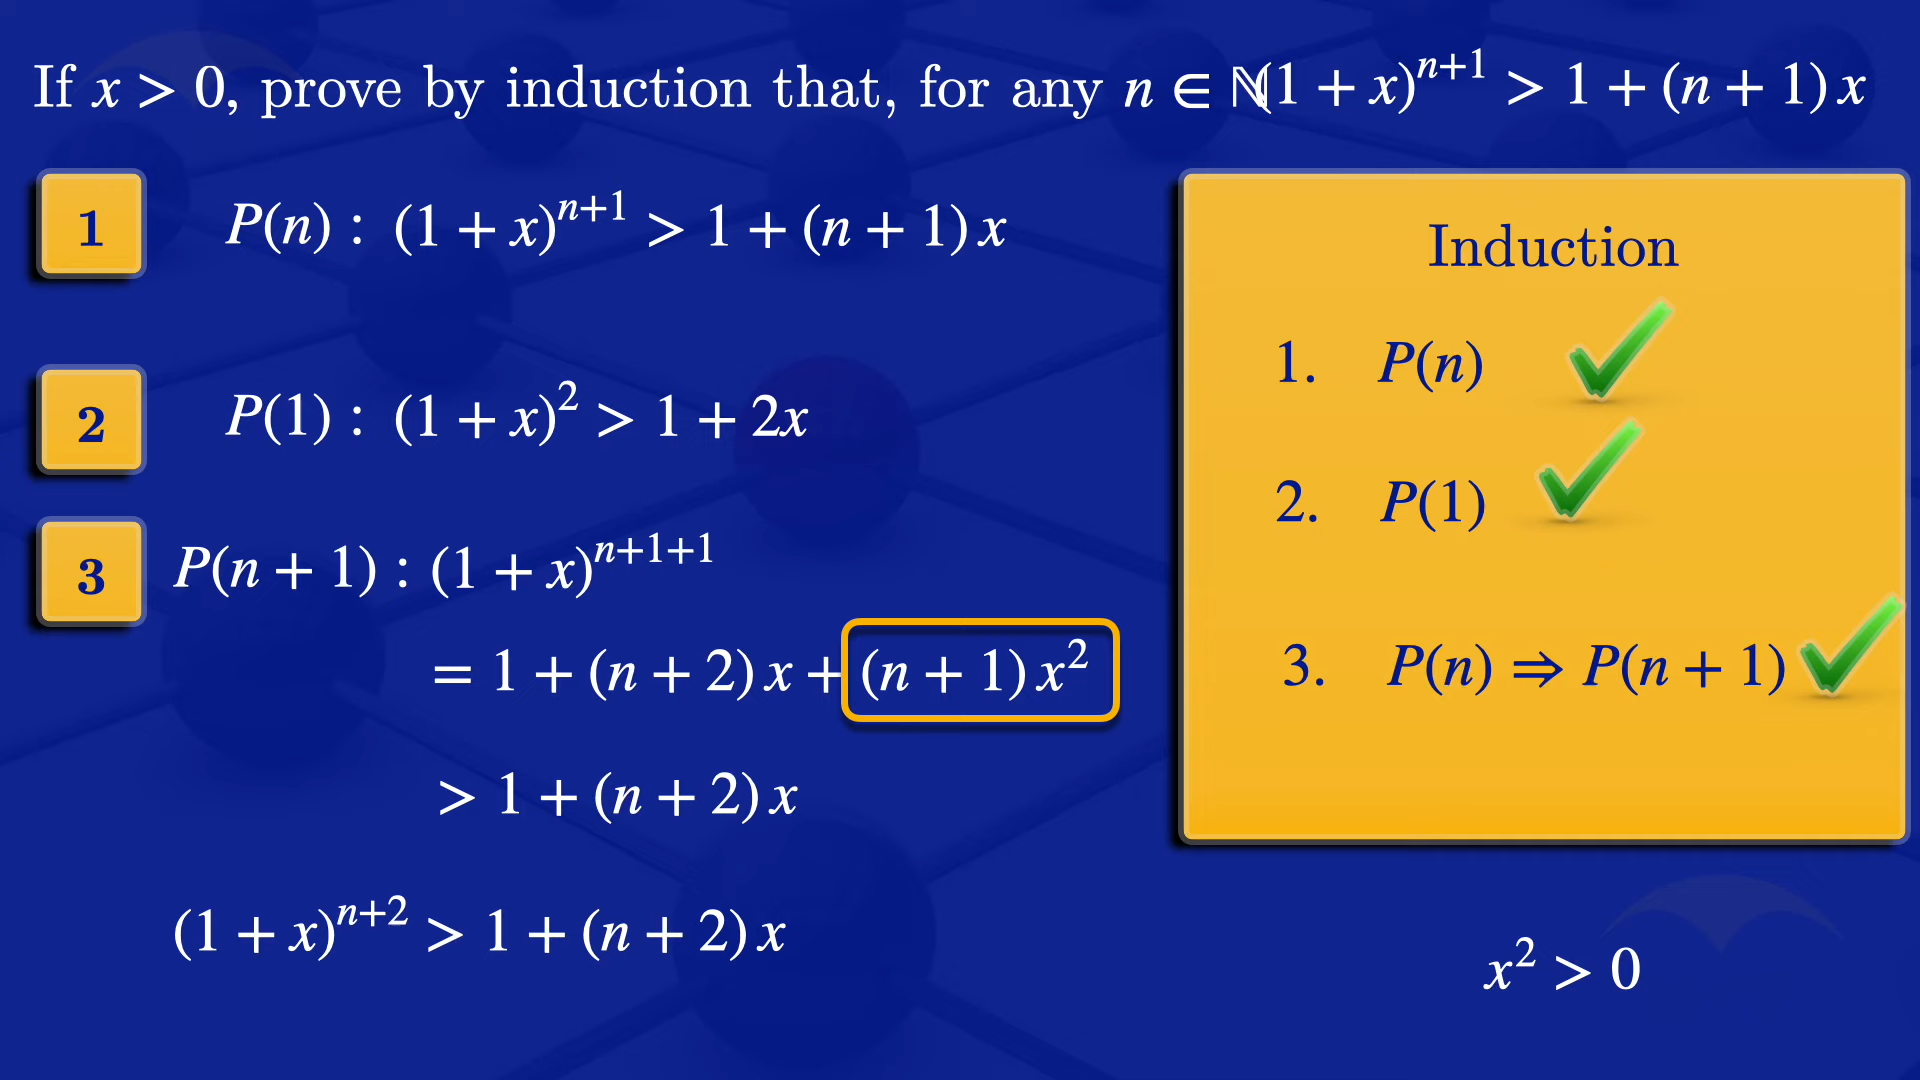 If x > 0, prove by induction that, for any n ∈ ℕ (1 + x)ⁿ⁺¹ > 1 + (n + 1) x
1
P(n) : (1 + x)ⁿ⁺¹ > 1 + (n + 1) x
2
P(1) : (1 + x)² > 1 + 2x
3
P(n + 1) : (1 + x)ⁿ⁺¹⁺¹
= 1 + (n + 2) x + (n + 1) x²
> 1 + (n + 2) x
(1 + x)ⁿ⁺² > 1 + (n + 2) x
Induction
1. P(n)
2. P(1)
3. P(n) ⇒ P(n + 1)
x² > 0